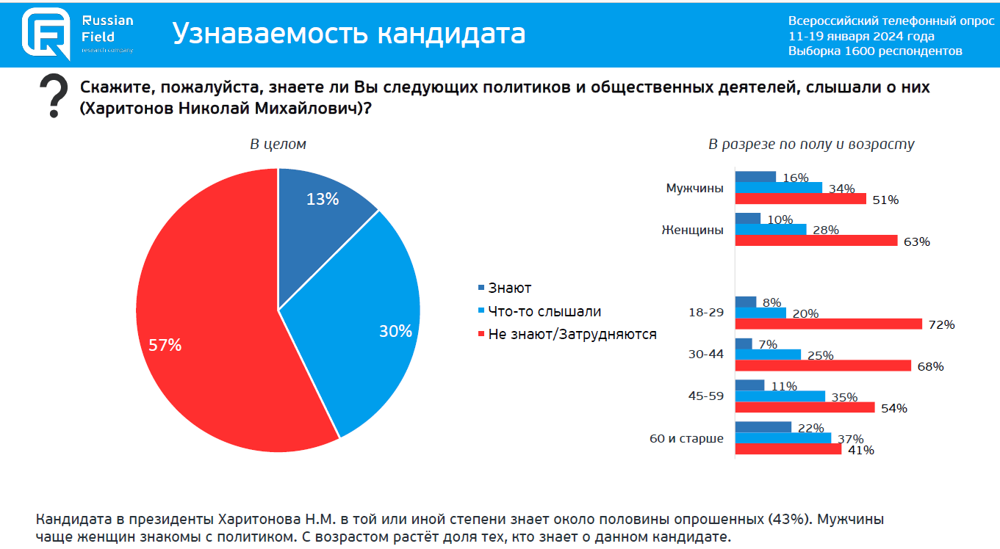 Russian
Field
research company
Узнаваемость кандидата
Всероссийский телефонный опрос
11-19 января 2024 года
Выборка 1600 респондентов
? Скажите, пожалуйста, знаете ли Вы следующих политиков и общественных деятелей, слышали о них
(Харитонов Николай Михайлович)?
В целом
13%
30%
57%
Знают
Что-то слышали
Не знают/Затрудняются
В разрезе по полу и возрасту
Мужчины
16%
34%
51%
Женщины
10%
28%
63%
18-29
8%
20%
72%
30-44
7%
25%
68%
45-59
11%
35%
54%
60 и старше
22%
37%
41%
Кандидата в президенты Харитонова Н.М. в той или иной степени знает около половины опрошенных (43%). Мужчины
чаще женщин знакомы с политиком. С возрастом растёт доля тех, кто знает о данном кандидате.